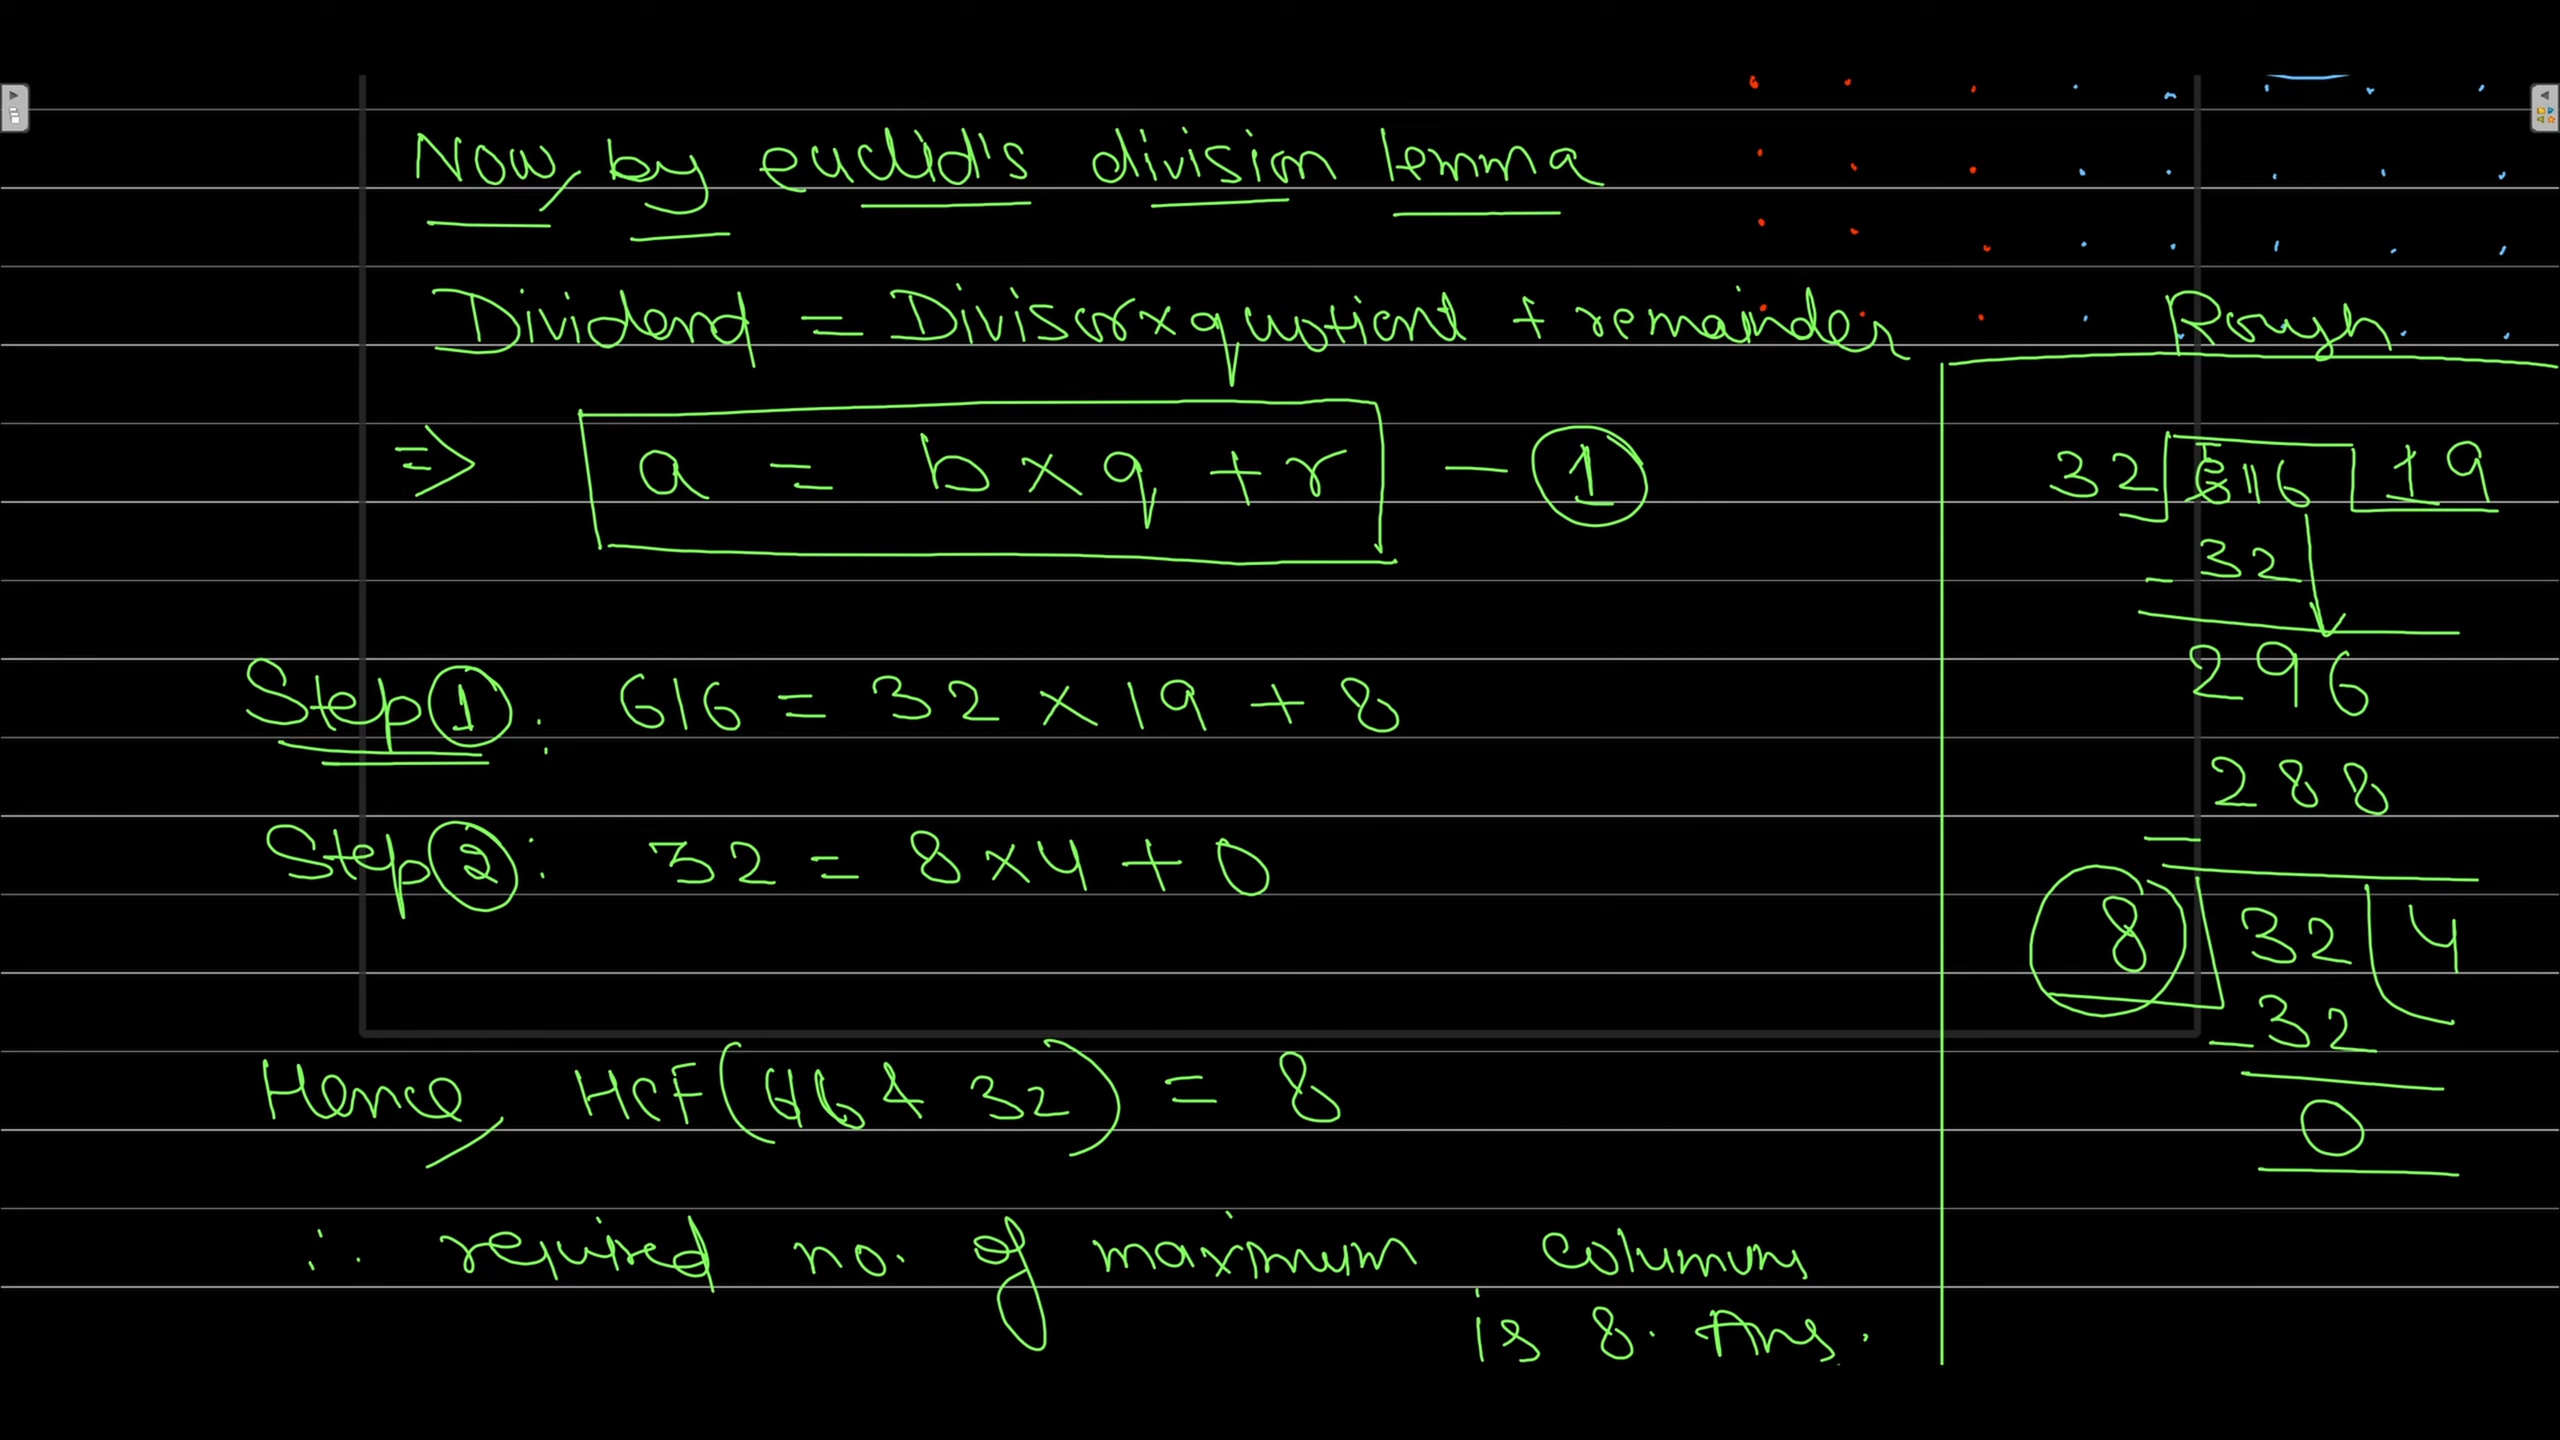 Now, by euclid's division lemma
Dividend = Divisor x quotient + remainder
=> a = b x q + r - 1
Step 1 : 616 = 32 x 19 + 8
Step 2 : 32 = 8 x 4 + 0
Hence, HCF (616 & 32) = 8
∴ required no. of maximum columns
is 8. Ans.
Rough
32 616 19
- 32
296
288
-
8 32 4
- 32
0